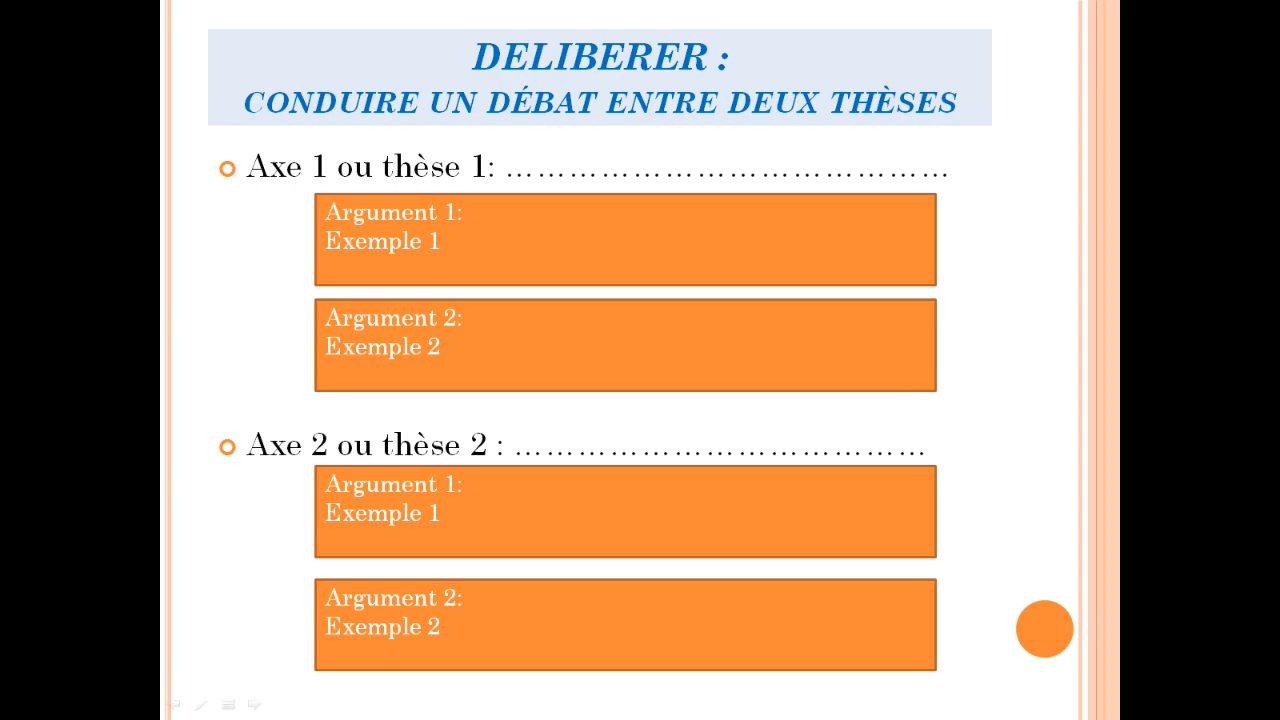 DELIBERER :
CONDUIRE UN DÉBAT ENTRE DEUX THÈSES
Axe 1 ou thèse 1: ……………………………………
Argument 1:
Exemple 1
Argument 2:
Exemple 2
Axe 2 ou thèse 2 : …………………………………
Argument 1:
Exemple 1
Argument 2:
Exemple 2